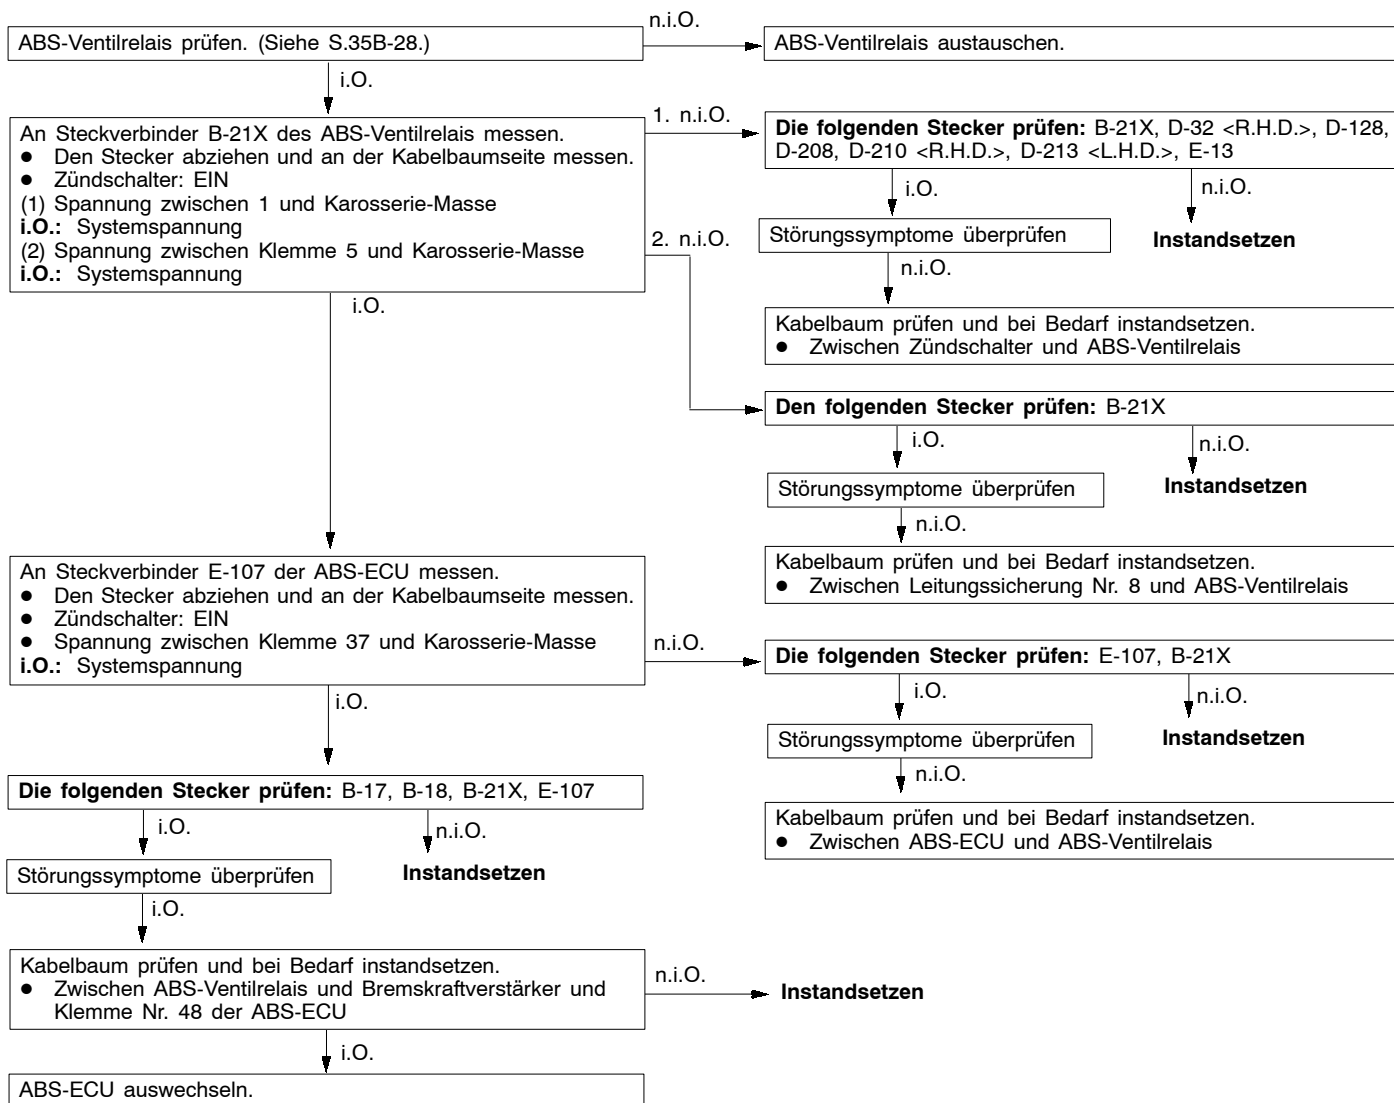 ABS-Ventilrelais prüfen. (Siehe S.35B-28.)
n.i.O.
ABS-Ventilrelais austauschen.
i.O.
An Steckverbinder B-21X des ABS-Ventilrelais messen.
● Den Stecker abziehen und an der Kabelbaumseite messen.
● Zündschalter: EIN
(1) Spannung zwischen 1 und Karosserie-Masse
i.O.: Systemspannung
(2) Spannung zwischen Klemme 5 und Karosserie-Masse
i.O.: Systemspannung
1. n.i.O.
Die folgenden Stecker prüfen: B-21X, D-32 <R.H.D.>, D-128,
D-208, D-210 <R.H.D.>, D-213 <L.H.D.>, E-13
i.O.
n.i.O.
Störungssymptome überprüfen
Instandsetzen
n.i.O.
Kabelbaum prüfen und bei Bedarf instandsetzen.
● Zwischen Zündschalter und ABS-Ventilrelais
2. n.i.O.
Den folgenden Stecker prüfen: B-21X
i.O.
n.i.O.
Störungssymptome überprüfen
Instandsetzen
n.i.O.
Kabelbaum prüfen und bei Bedarf instandsetzen.
● Zwischen Leitungssicherung Nr. 8 und ABS-Ventilrelais
i.O.
An Steckverbinder E-107 der ABS-ECU messen.
● Den Stecker abziehen und an der Kabelbaumseite messen.
● Zündschalter: EIN
● Spannung zwischen Klemme 37 und Karosserie-Masse
i.O.: Systemspannung
n.i.O.
Die folgenden Stecker prüfen: E-107, B-21X
i.O.
n.i.O.
Störungssymptome überprüfen
Instandsetzen
n.i.O.
Kabelbaum prüfen und bei Bedarf instandsetzen.
● Zwischen ABS-ECU und ABS-Ventilrelais
i.O.
Die folgenden Stecker prüfen: B-17, B-18, B-21X, E-107
i.O.
n.i.O.
Störungssymptome überprüfen
Instandsetzen
i.O.
Kabelbaum prüfen und bei Bedarf instandsetzen.
● Zwischen ABS-Ventilrelais und Bremskraftverstärker und
Klemme Nr. 48 der ABS-ECU
n.i.O.
Instandsetzen
i.O.
ABS-ECU auswechseln.